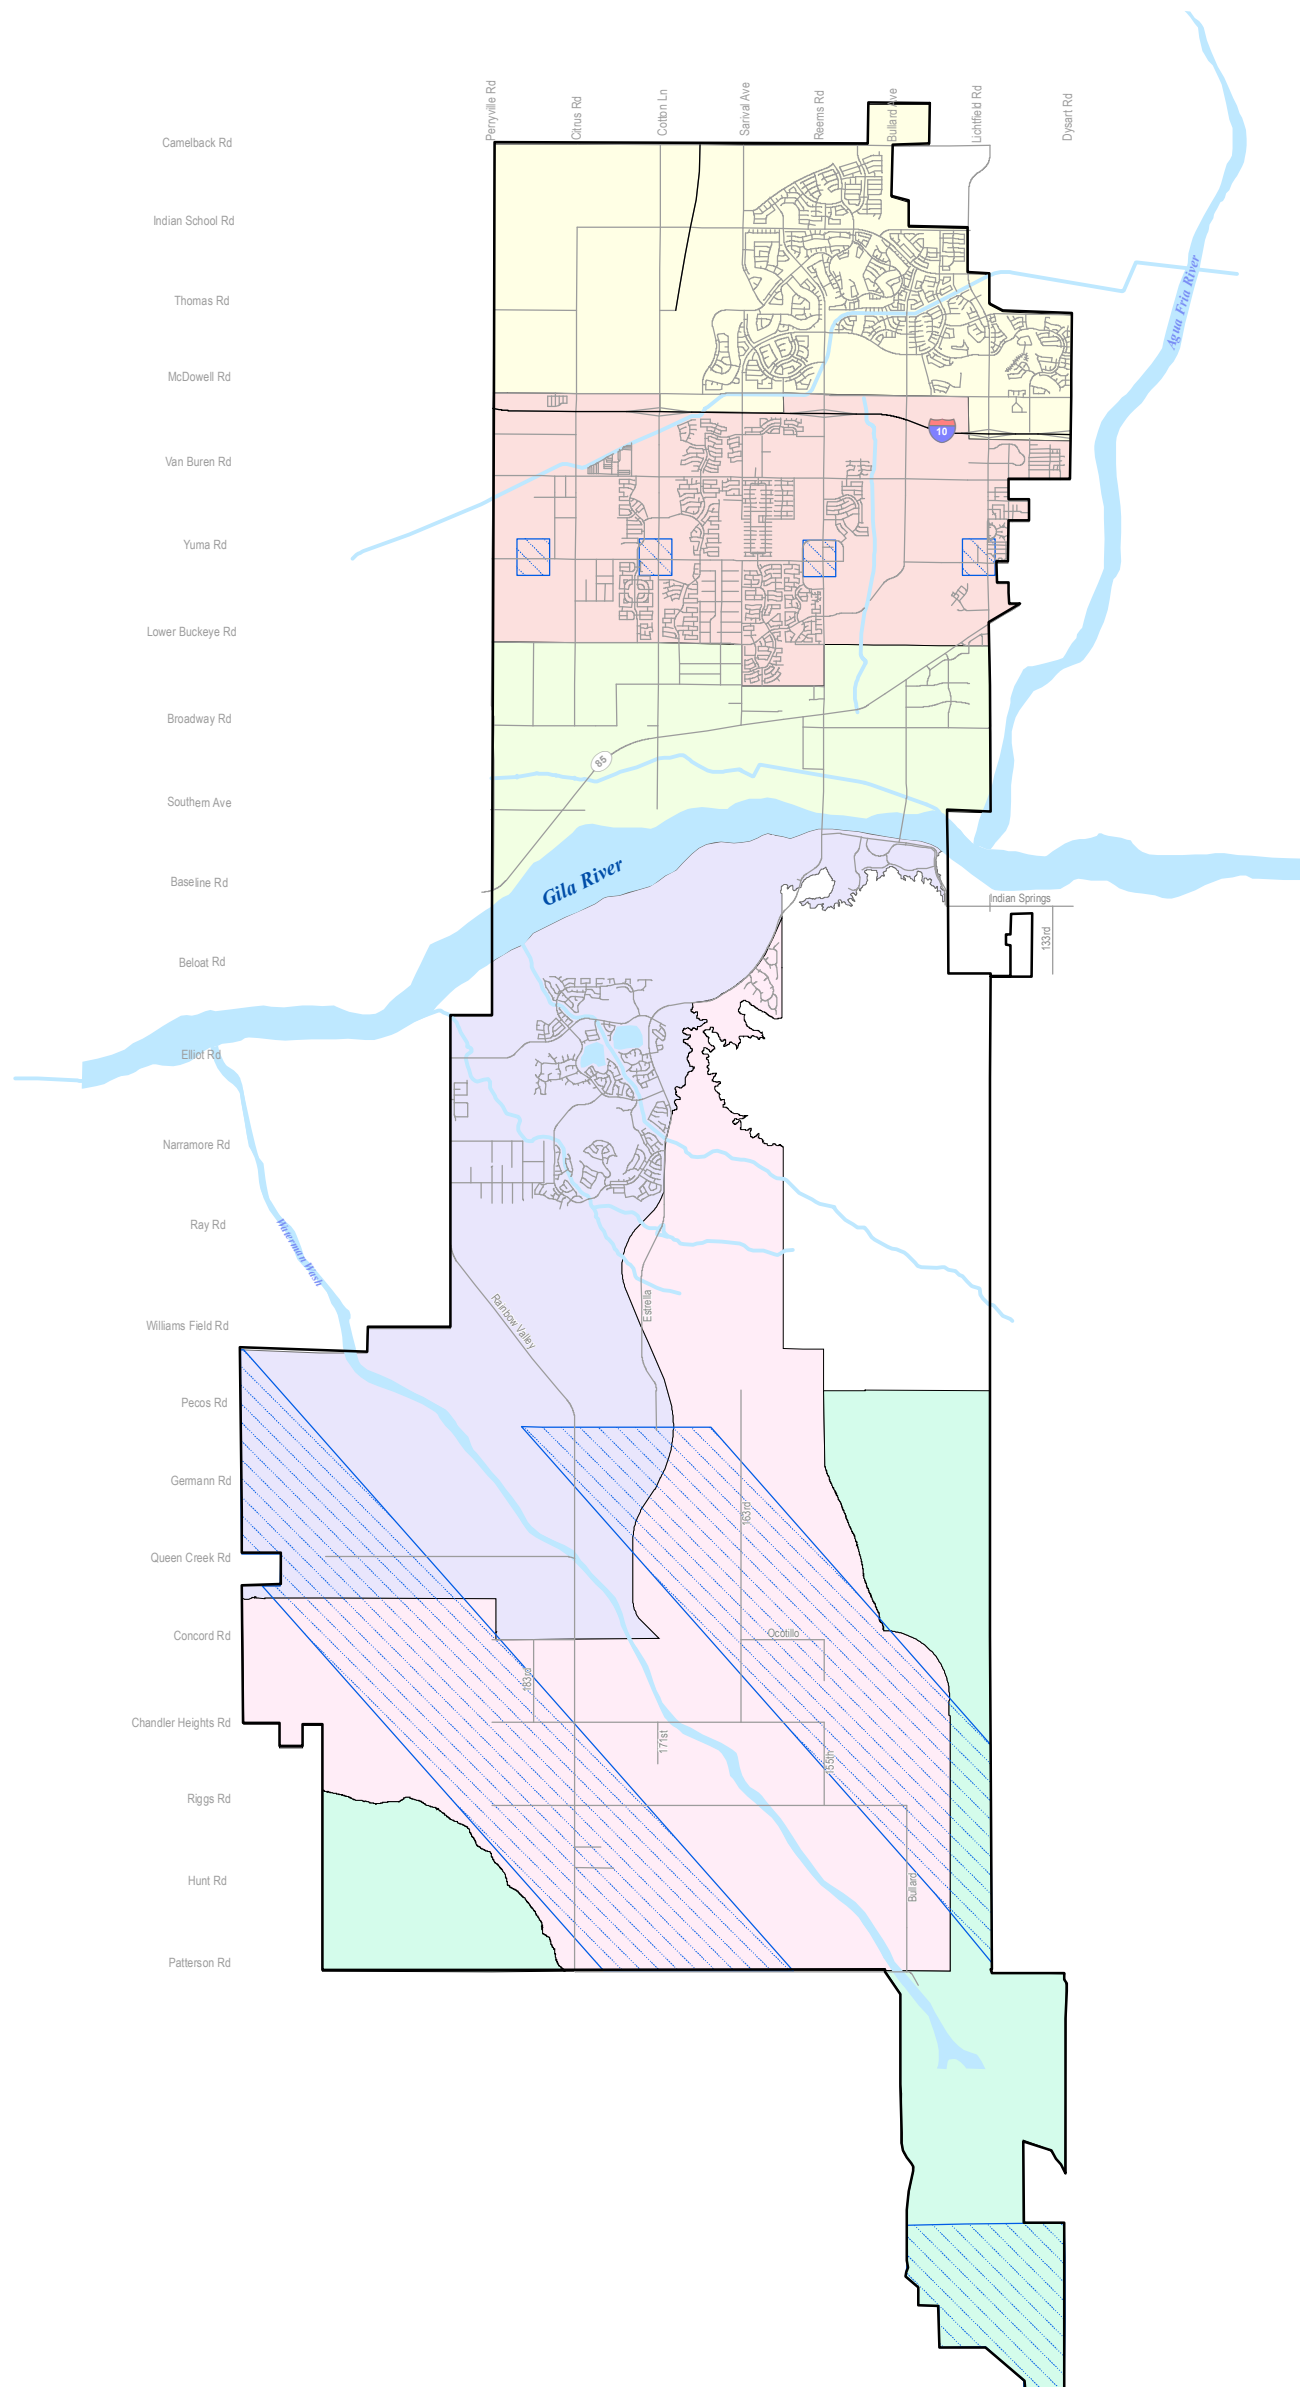 Perryville Rd
Citrus Rd
Cotton Ln
Sarival Ave
Reems Rd
Bullard Ave
Lichtfield Rd
Dysart Rd
Camelback Rd
Indian School Rd
Agua Fria River
Thomas Rd
McDowell Rd
10
Van Buren Rd
Yuma Rd
Lower Buckeye Rd
Broadway Rd
85
Southern Ave
Gila River
Baseline Rd
Indian Springs
133rd
Beloat Rd
Elliot Rd
Narramore Rd
Ray Rd
Waterman Wash
Rainbow Valley
Estrella
Williams Field Rd
Pecos Rd
Germann Rd
163rd
Queen Creek Rd
Concord Rd
Ocotillo
183rd
Chandler Heights Rd
171st
155th
Riggs Rd
Hunt Rd
Bullard
Patterson Rd